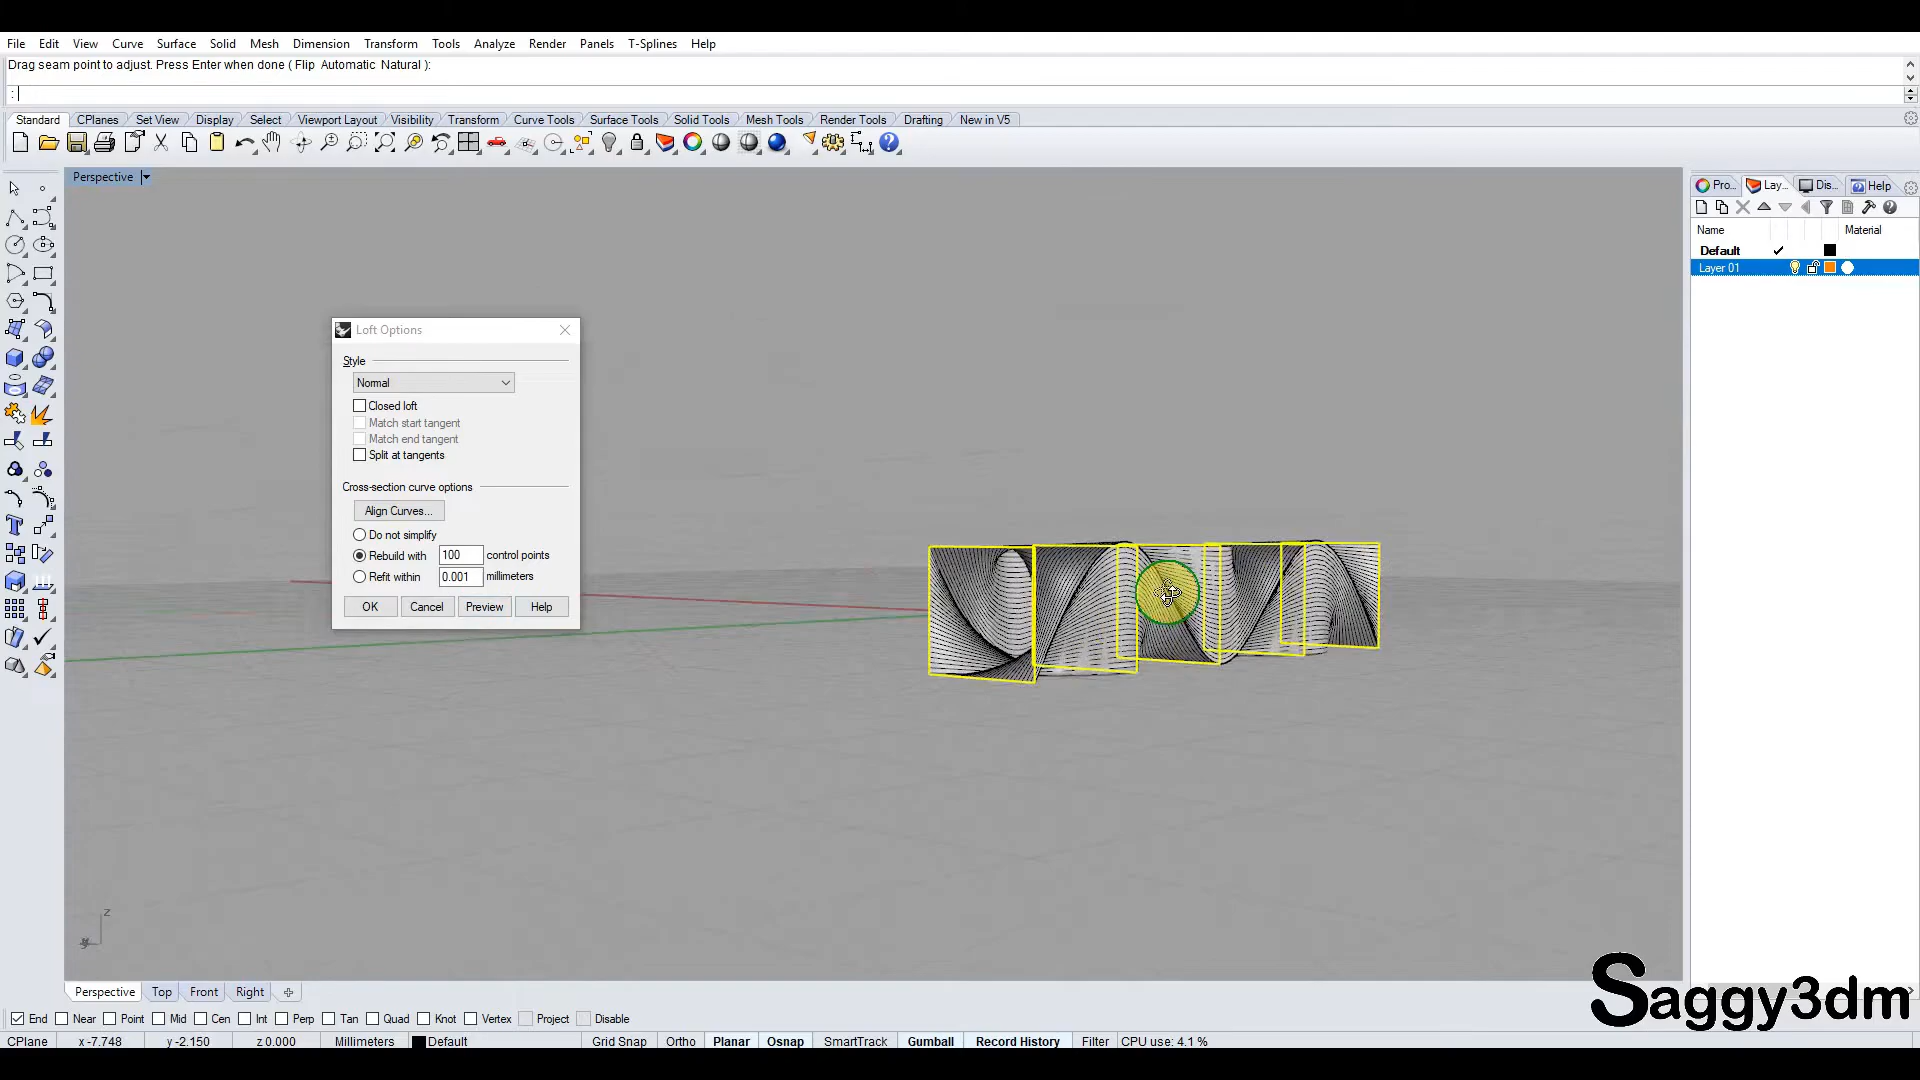 File Edit View Curve Surface Solid Mesh Dimension Transform Tools Analyze Render Panels T-Splines Help
Drag seam point to adjust. Press Enter when done ( Flip Automatic Natural ):
:
Standard CPlanes Set View Display Select Viewport Layout Visibility Transform Curve Tools Surface Tools Solid Tools Mesh Tools Render Tools Drafting New in V5
Perspective
Pro... Lay... Dis... Help
Name Material
Default
Layer 01
Loft Options
Style
Normal
Closed loft
Match start tangent
Match end tangent
Split at tangents
Cross-section curve options
Align Curves...
Do not simplify
Rebuild with 100 control points
Refit within 0.001 millimeters
OK Cancel Preview Help
z
Perspective Top Front Right
Saggy3dm
End Near Point Mid Cen Int Perp Tan Quad Knot Vertex Project Disable
CPlane x -7.748 y -2.150 z 0.000 Millimeters Default Grid Snap Ortho Planar Osnap SmartTrack Gumball Record History Filter CPU use: 4.1 %